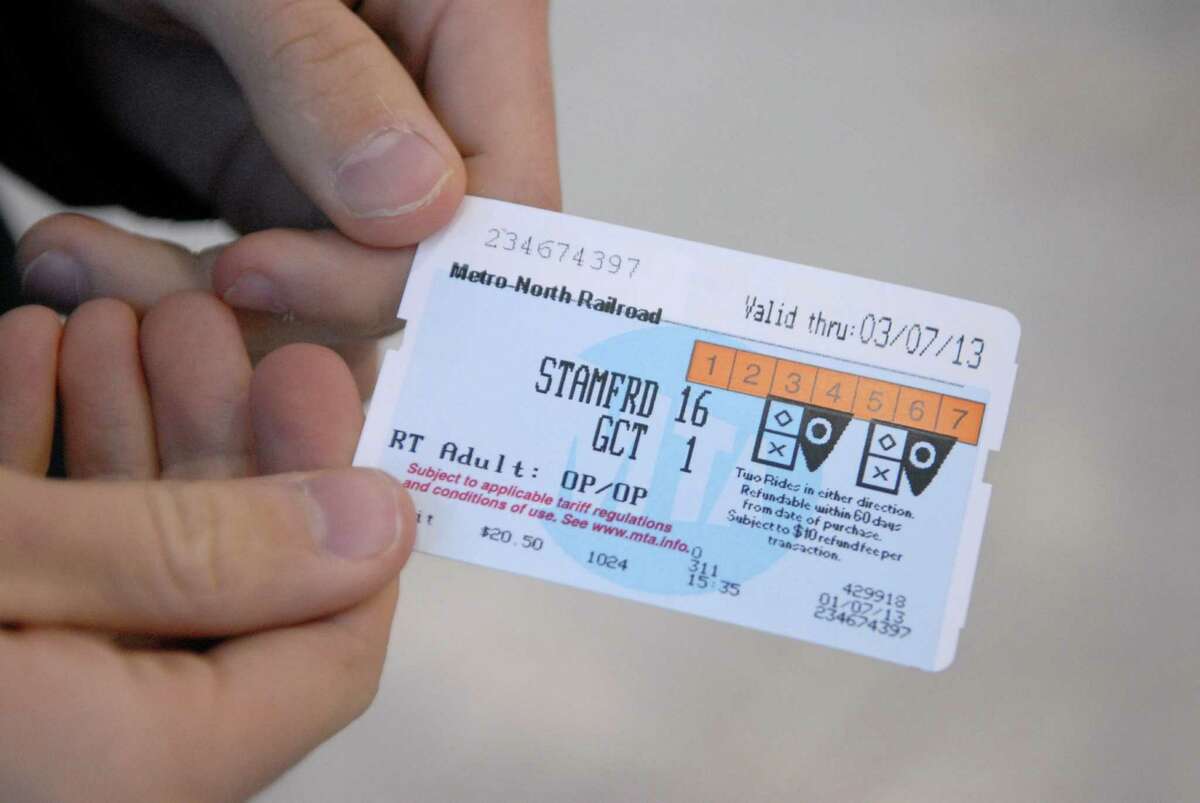 234674397
Metro-North Railroad
Valid thru: 03/07/13
1 2 3 4 5 6 7
STAMFRD 16
GCT 1
RT Adult: OP/OP
Subject to applicable tariff regulations
and conditions of use. See www.mta.info.
Two Rides in either direction.
Refundable within 60 days
from date of purchase.
Subject to $10 refund fee per
transaction.
$20.50
1024
0
311
15:35
429918
01/07/13
234674397
MTA